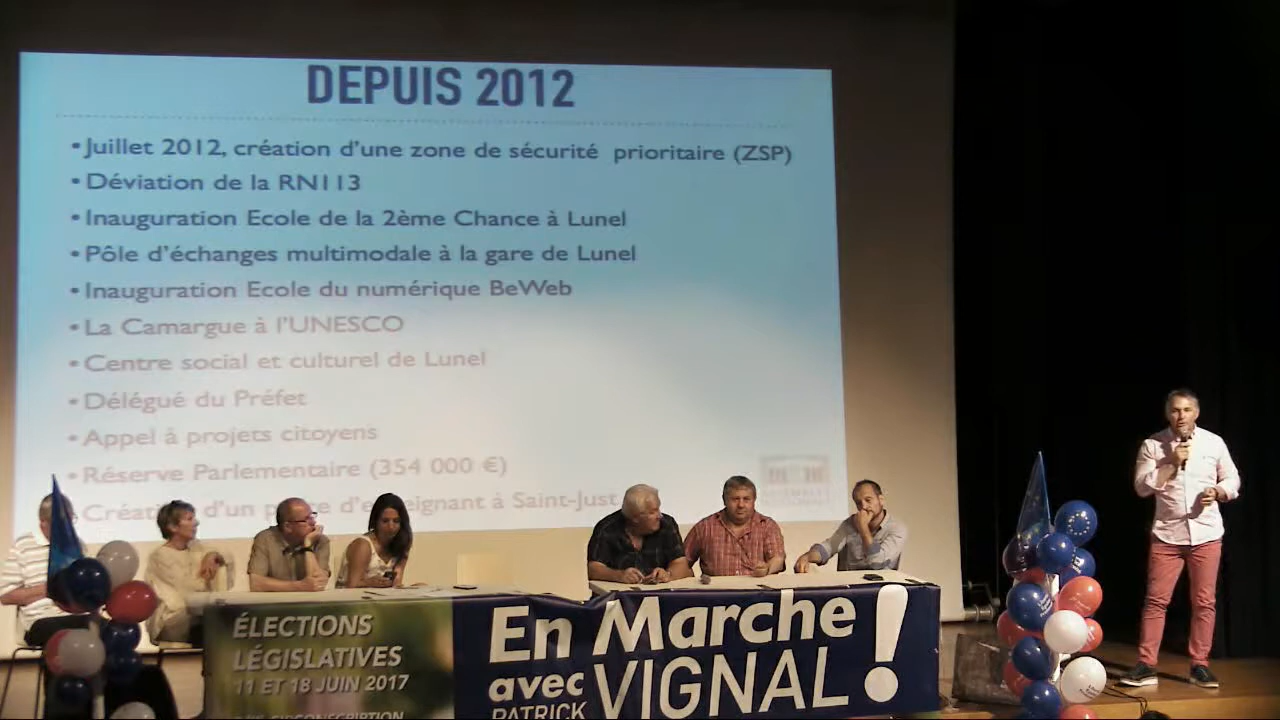 DEPUIS 2012
• Juillet 2012, création d'une zone de sécurité prioritaire (ZSP)
• Déviation de la RN113
• Inauguration Ecole de la 2ème Chance à Lunel
• Pôle d'échanges multimodale à la gare de Lunel
• Inauguration Ecole du numérique BeWeb
• La Camargue à l'UNESCO
• Centre social et culturel de Lunel
• Délégué du Préfet
• Appel à projets citoyens
• Réserve Parlementaire (354 000 €)
• Création d'un poste d'enseignant à Saint-Just
ÉLECTIONS
LÉGISLATIVES
11 ET 18 JUIN 2017
CIRCONSCRIPTION
En Marche !
avec
PATRICK
VIGNAL